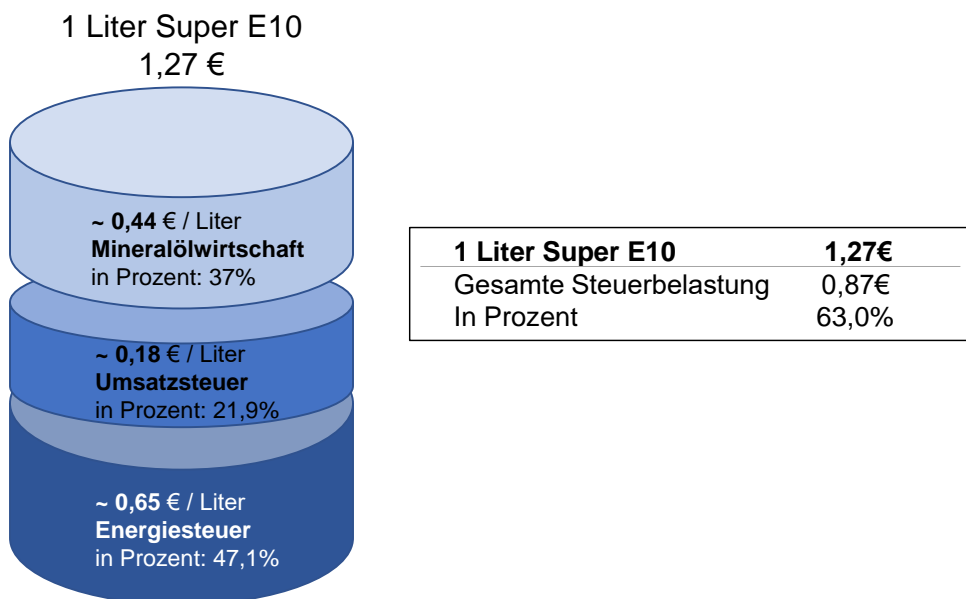 1 Liter Super E10
1,27 €
~ 0,44 € / Liter
Mineralölwirtschaft
in Prozent: 37%
~ 0,18 € / Liter
Umsatzsteuer
in Prozent: 21,9%
~ 0,65 € / Liter
Energiesteuer
in Prozent: 47,1%
1 Liter Super E10 1,27€
Gesamte Steuerbelastung 0,87€
In Prozent 63,0%